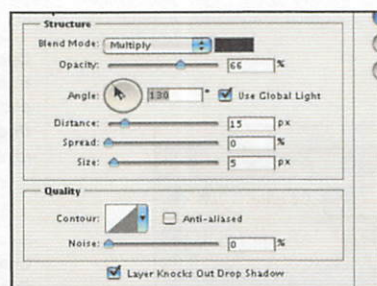 Structure
Blend Mode: Multiply
Opacity: 66 %
Angle: 130 ° Use Global Light
Distance: 15 px
Spread: 0 %
Size: 5 px
Quality
Contour: Anti-aliased
Noise: 0 %
Layer Knocks Out Drop Shadow